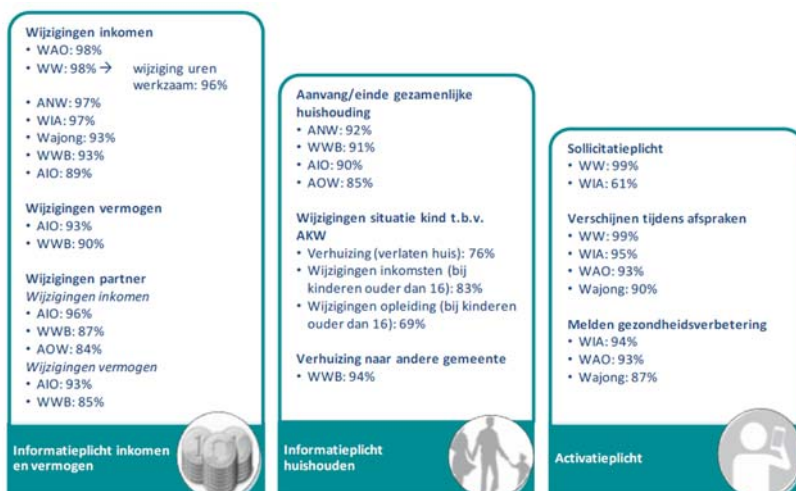 Wijzigingen inkomen
• WAO: 98%
• WW: 98% → wijziging uren
werkzaam: 96%
• ANW: 97%
• WIA: 97%
• Wajong: 93%
• WWB: 93%
• AIO: 89%
Wijzigingen vermogen
• AIO: 93%
• WWB: 90%
Wijzigingen partner
Wijzigingen inkomen
• AIO: 96%
• WWB: 87%
• AOW: 84%
Wijzigingen vermogen
• AIO: 93%
• WWB: 85%
Informatieplicht inkomen
en vermogen
Aanvang/einde gezamenlijke
huishouding
• ANW: 92%
• WWB: 91%
• AIO: 90%
• AOW: 85%
Wijzigingen situatie kind t.b.v.
AKW
• Verhuizing (verlaten huis): 76%
• Wijzigingen inkomsten (bij
kinderen ouder dan 16): 83%
• Wijzigingen opleiding (bij kinderen
ouder dan 16): 69%
Verhuizing naar andere gemeente
• WWB: 94%
Informatieplicht
huishouden
Sollicitatieplicht
• WW: 99%
• WIA: 61%
Verschijnen tijdens afspraken
• WW: 99%
• WIA: 95%
• WAO: 93%
• Wajong: 90%
Melden gezondheidsverbetering
• WIA: 94%
• WAO: 93%
• Wajong: 87%
Activatieplicht